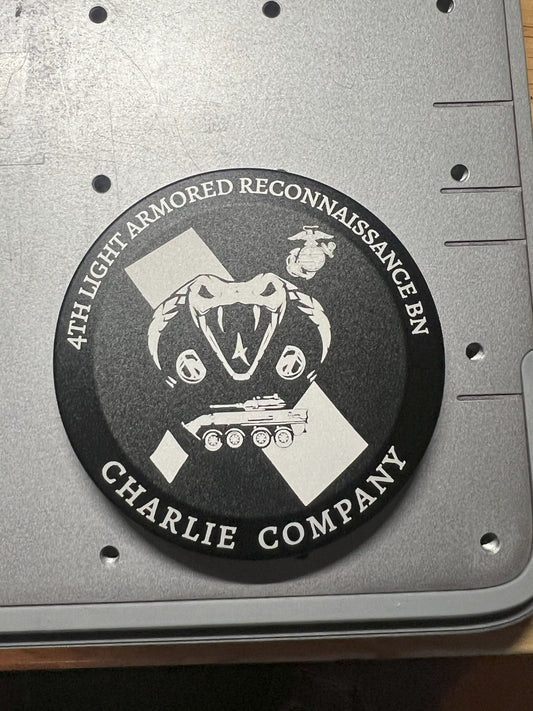 4TH LIGHT ARMORED RECONNAISSANCE BN
CHARLIE COMPANY